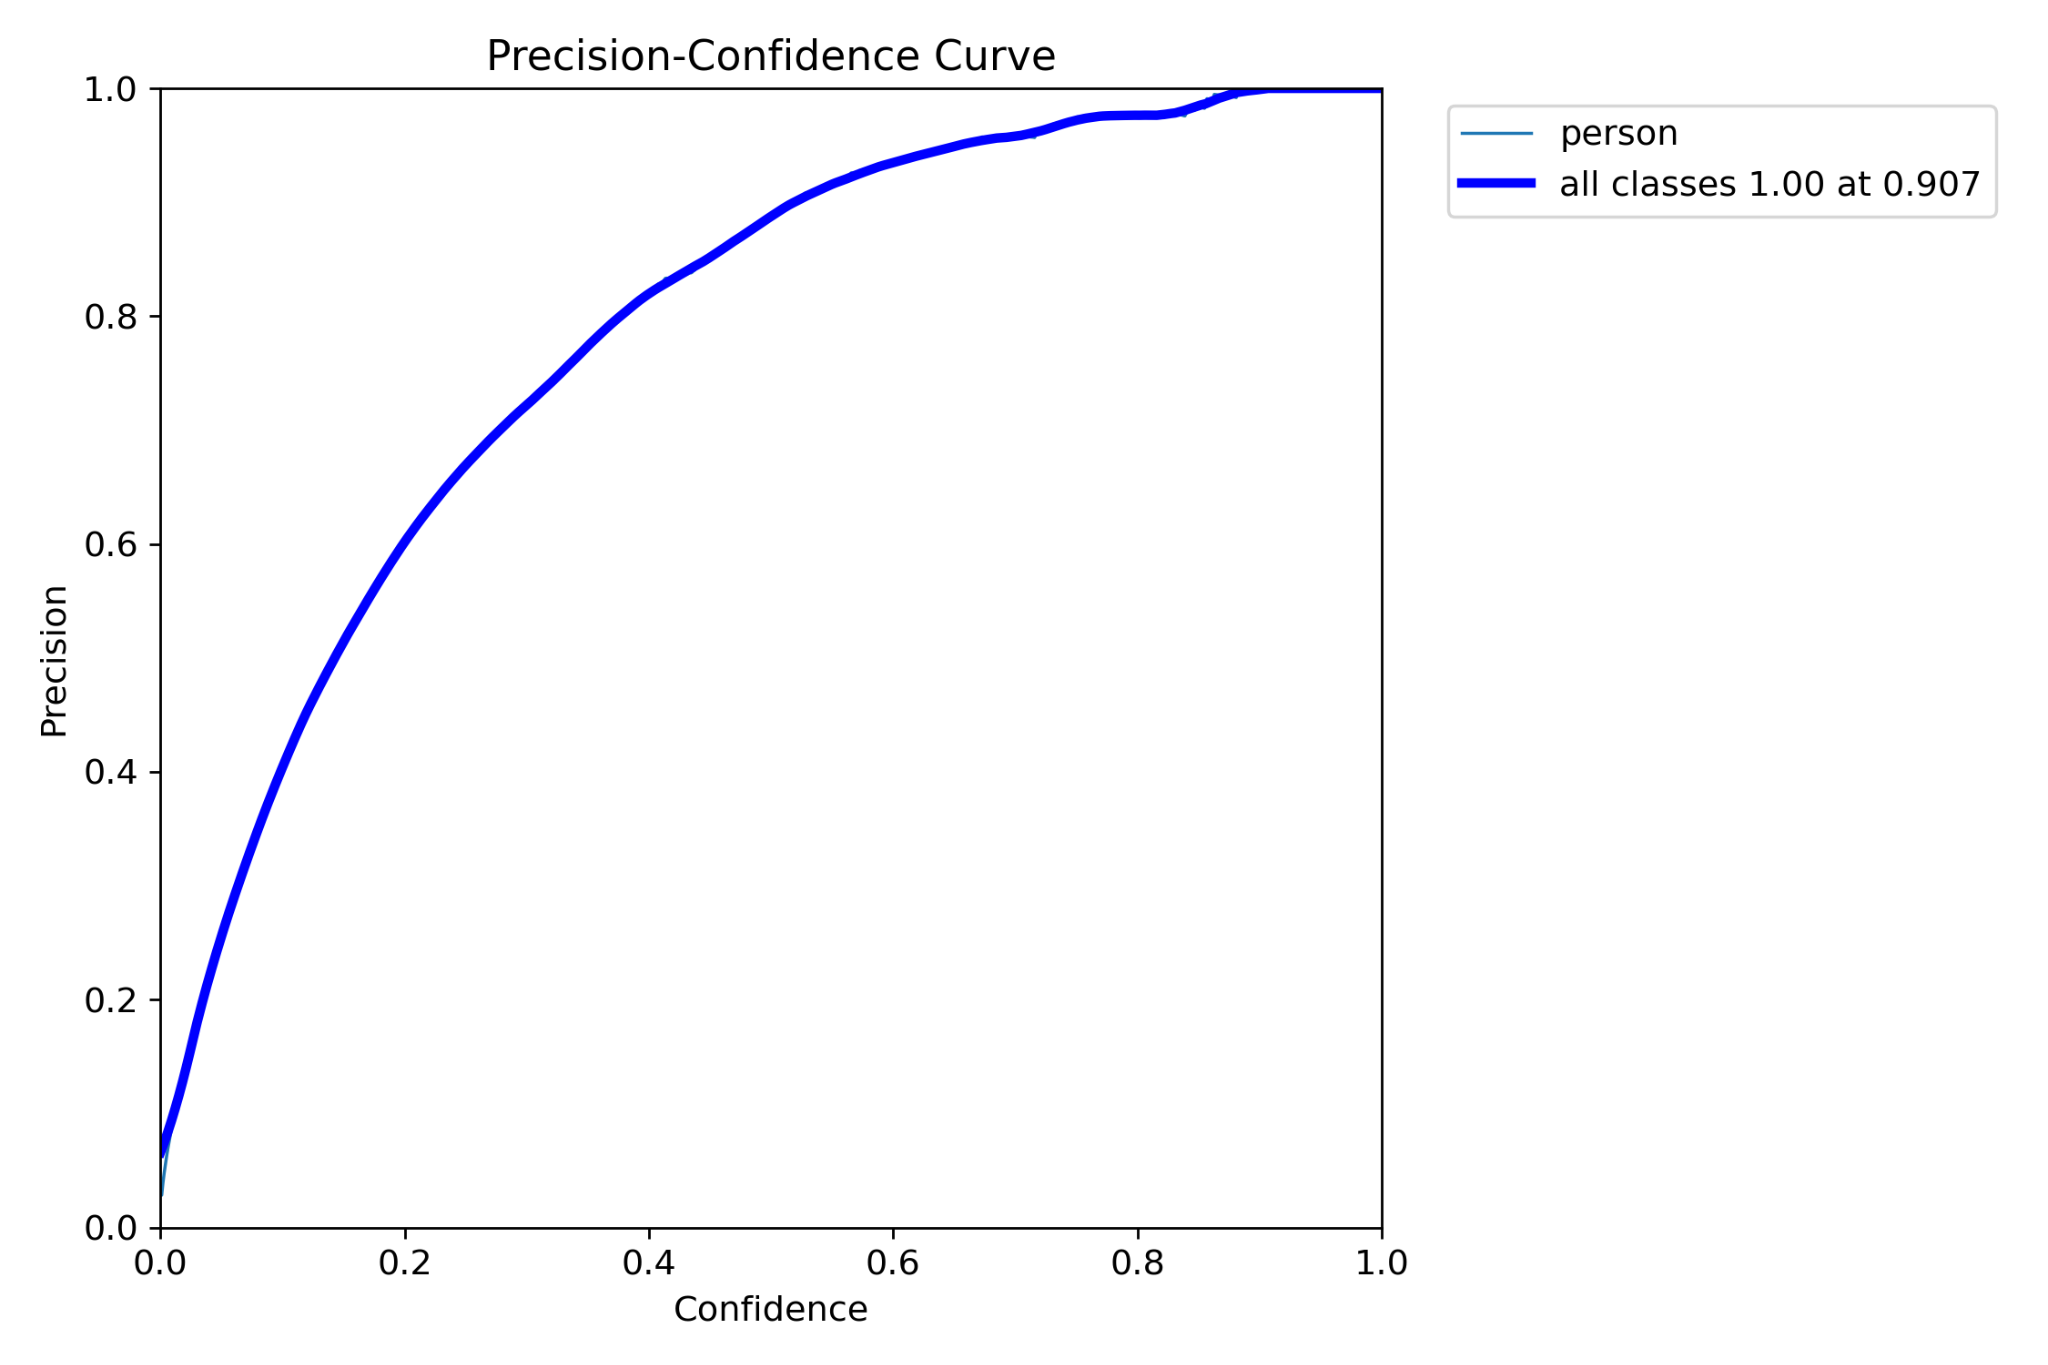 Precision-Confidence Curve
1.0
0.8
0.6
0.4
0.2
0.0
Precision
0.0 0.2 0.4 0.6 0.8 1.0
Confidence
person
all classes 1.00 at 0.907